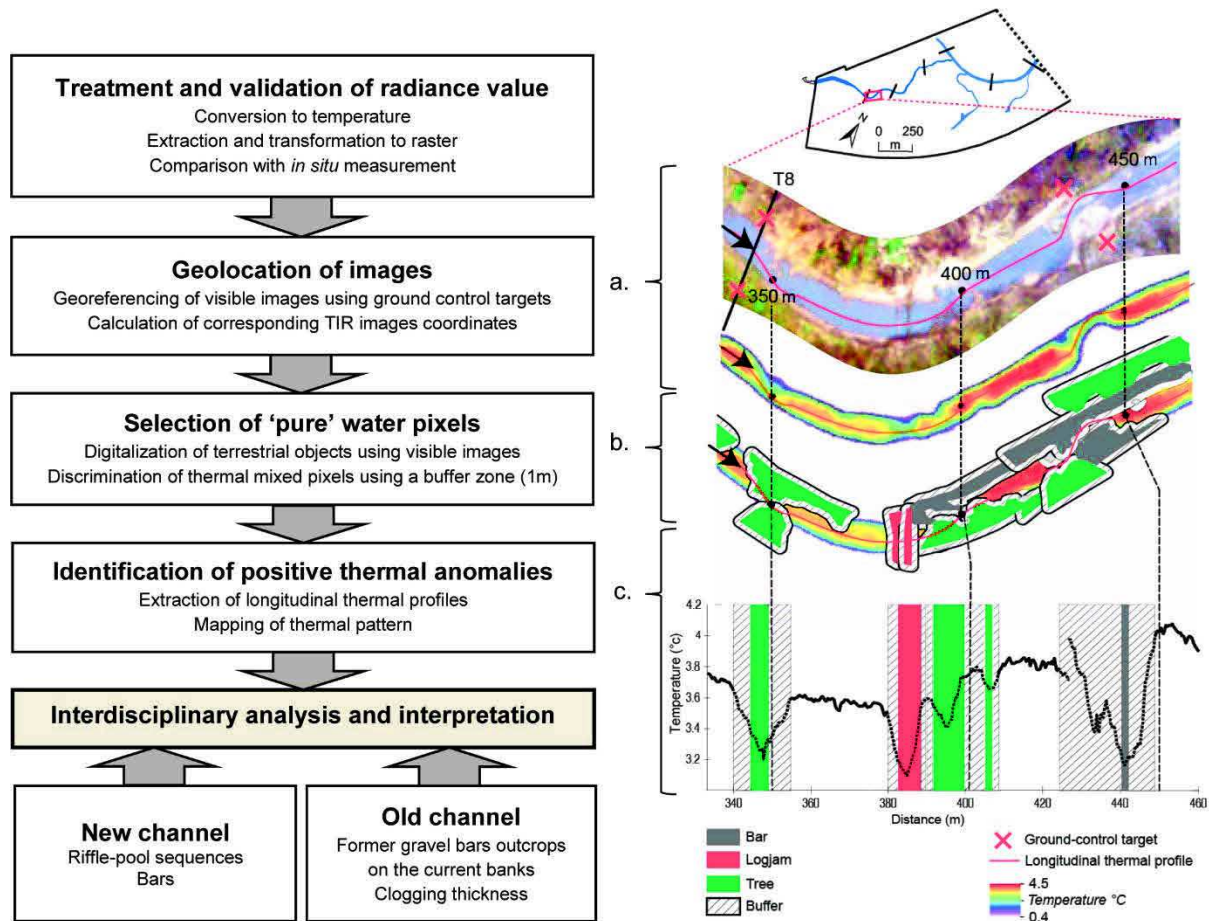 Treatment and validation of radiance value
Conversion to temperature
Extraction and transformation to raster
Comparison with in situ measurement
Geolocation of images
Georeferencing of visible images using ground control targets
Calculation of corresponding TIR images coordinates
Selection of ‘pure’ water pixels
Digitalization of terrestrial objects using visible images
Discrimination of thermal mixed pixels using a buffer zone (1m)
Identification of positive thermal anomalies
Extraction of longitudinal thermal profiles
Mapping of thermal pattern
Interdisciplinary analysis and interpretation
New channel
Riffle-pool sequences
Bars
Old channel
Former gravel bars outcrops
on the current banks
Clogging thickness
N
0 250
m
a.
T8
450 m
400 m
350 m
b.
c.
Temperature (°c)
4.2
4
3.8
3.6
3.4
3.2
340 360 380 400 420 440 460
Distance (m)
Bar
Logjam
Tree
Buffer
Ground-control target
Longitudinal thermal profile
4.5
Temperature °C
0.4